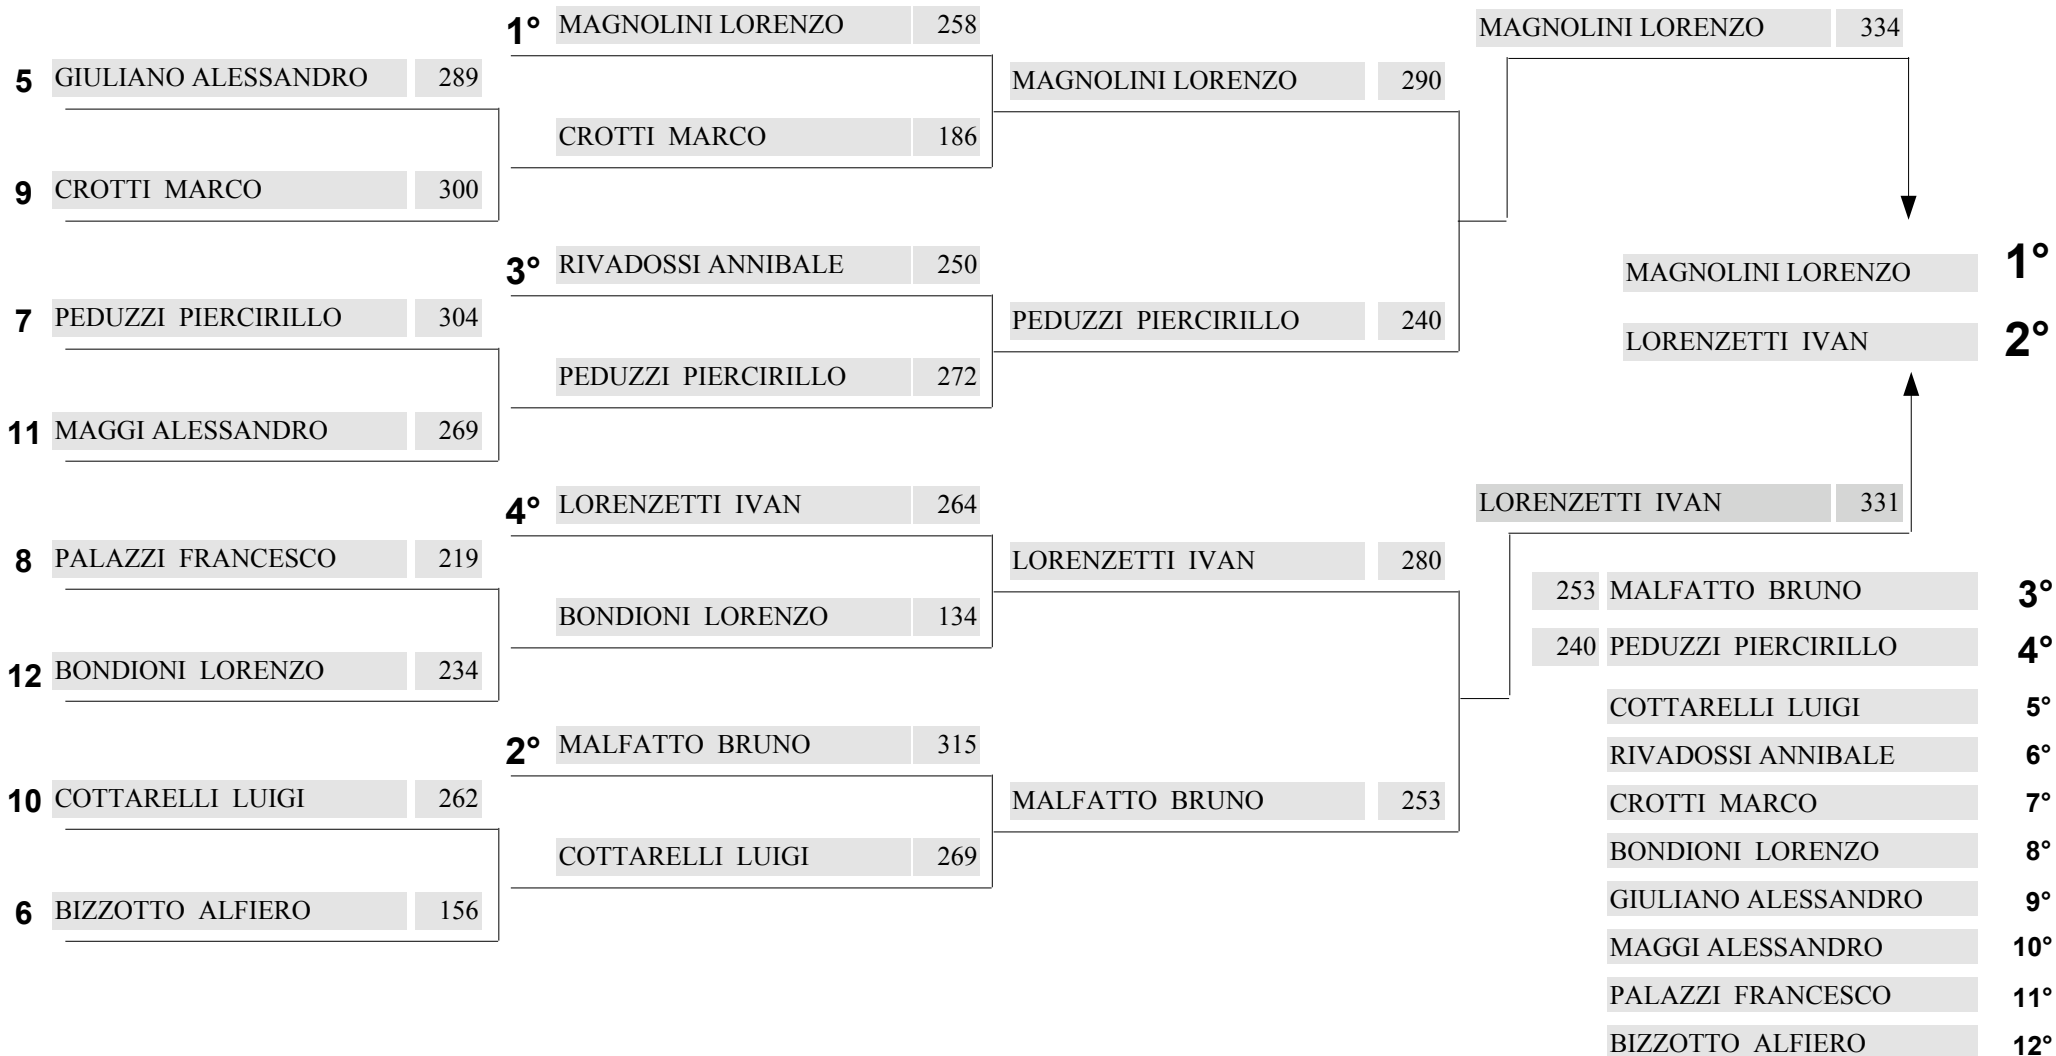 5 GIULIANO ALESSANDRO 289
9 CROTTI MARCO 300
7 PEDUZZI PIERCIRILLO 304
11 MAGGI ALESSANDRO 269
8 PALAZZI FRANCESCO 219
12 BONDIONI LORENZO 234
10 COTTARELLI LUIGI 262
6 BIZZOTTO ALFIERO 156
1° MAGNOLINI LORENZO 258
CROTTI MARCO 186
3° RIVADOSSI ANNIBALE 250
PEDUZZI PIERCIRILLO 272
4° LORENZETTI IVAN 264
BONDIONI LORENZO 134
2° MALFATTO BRUNO 315
COTTARELLI LUIGI 269
MAGNOLINI LORENZO 290
PEDUZZI PIERCIRILLO 240
LORENZETTI IVAN 280
MALFATTO BRUNO 253
MAGNOLINI LORENZO 334
LORENZETTI IVAN 331
MAGNOLINI LORENZO 1°
LORENZETTI IVAN 2°
253 MALFATTO BRUNO 3°
240 PEDUZZI PIERCIRILLO 4°
COTTARELLI LUIGI 5°
RIVADOSSI ANNIBALE 6°
CROTTI MARCO 7°
BONDIONI LORENZO 8°
GIULIANO ALESSANDRO 9°
MAGGI ALESSANDRO 10°
PALAZZI FRANCESCO 11°
BIZZOTTO ALFIERO 12°